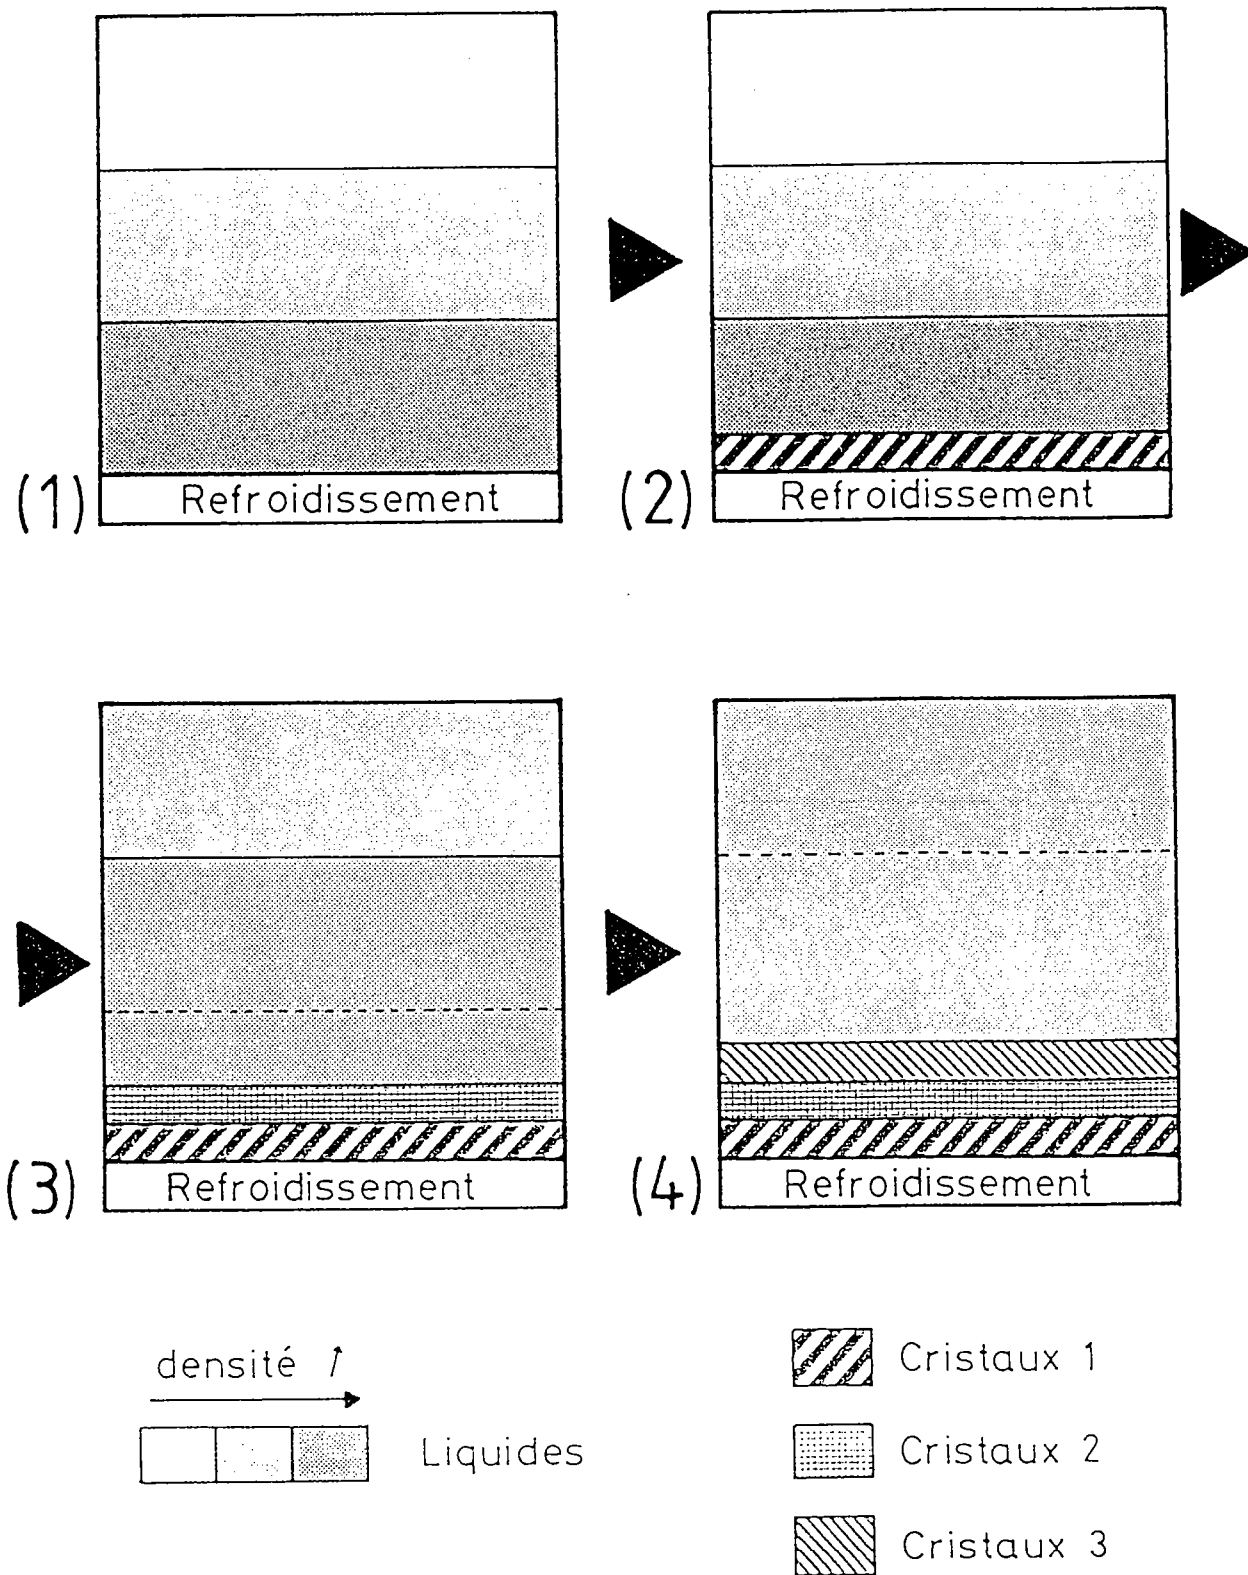 (1)
Refroidissement
(2)
Refroidissement
(3)
Refroidissement
(4)
Refroidissement
densité ↗
Liquides
Cristaux 1
Cristaux 2
Cristaux 3